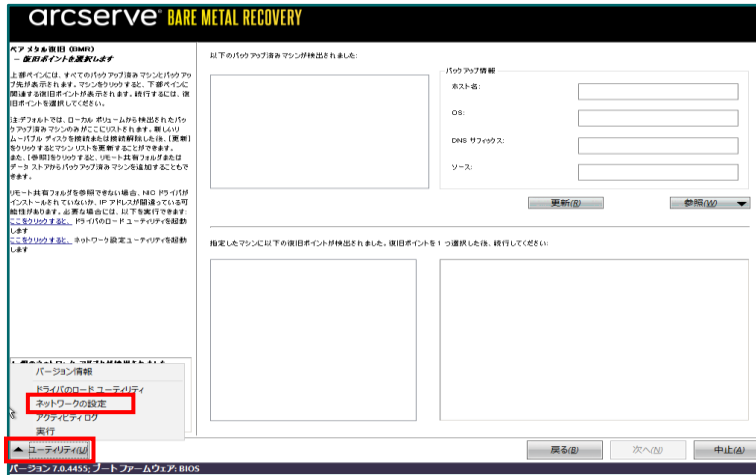 arcserve® BARE METAL RECOVERY
ベア メタル復旧 (BMR)
- 復旧ポイントを選択します
上部ペインには、すべてのバックアップ済みマシンとバックアッ
プ先が表示されます。マシンをクリックすると、下部ペインに
関連する復旧ポイントが表示されます。続行するには、復
旧ポイントを選択してください。
注:デフォルトでは、ローカル ボリュームから検出されたバッ
クアップ済みマシンのみがここにリストされます。新しいリ
ムーバブル ディスクを接続または接続解除した後、[更新]
をクリックするとマシン リストを更新することができます。
また、[参照]をクリックすると、リモート共有フォルダまたは
データ ストアからバックアップ済みマシンを追加することもで
きます。
リモート共有フォルダを参照できない場合、NIC ドライバが
インストールされていないか、IP アドレスが間違っている可
能性があります。必要な場合には、以下を実行できます:
ここをクリックすると、ドライバのロード ユーティリティを起動
します
ここをクリックすると、ネットワーク設定ユーティリティを起動
します
以下のバックアップ済みマシンが検出されました:
バックアップ情報
ホスト名:
OS:
DNS サフィックス:
ソース:
更新(R)
参照(W)
指定したマシンに以下の復旧ポイントが検出されました。復旧ポイントを 1 つ選択した後、続行してください:
バージョン情報
ドライバのロード ユーティリティ
ネットワークの設定
アクティビティ ログ
実行
ユーティリティ(U)
戻る(B)
次へ(N)
中止(A)
バージョン 7.0.4455; ブート ファームウェア: BIOS